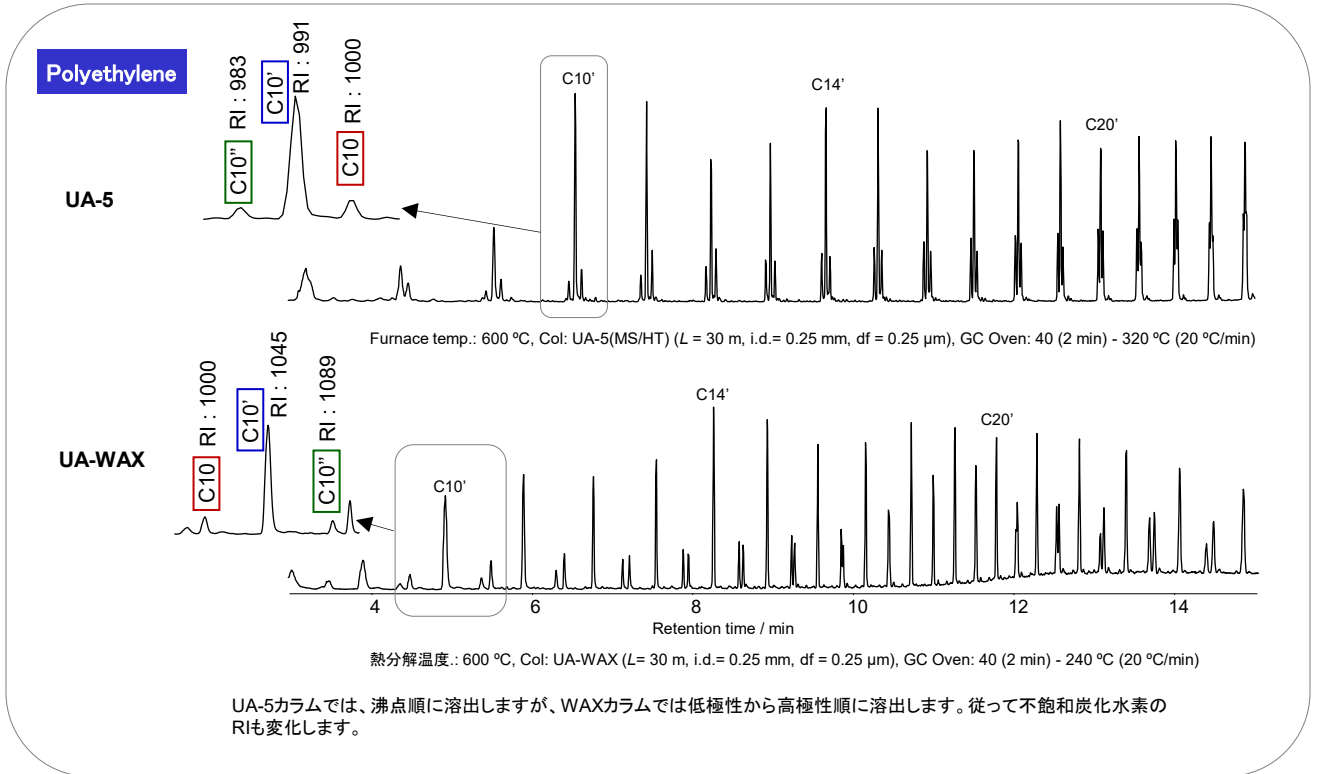 Polyethylene
UA-5
C10” RI : 983
C10’ RI : 991
C10 RI : 1000
C10’
C14’
C20’
Furnace temp.: 600 ºC, Col: UA-5(MS/HT) (L = 30 m, i.d.= 0.25 mm, df = 0.25 µm), GC Oven: 40 (2 min) - 320 ºC (20 ºC/min)
UA-WAX
C10 RI : 1000
C10’ RI : 1045
C10” RI : 1089
C10’
C14’
C20’
4 6 8 10 12 14
Retention time / min
熱分解温度.: 600 ºC, Col: UA-WAX (L= 30 m, i.d.= 0.25 mm, df = 0.25 µm), GC Oven: 40 (2 min) - 240 ºC (20 ºC/min)
UA-5カラムでは、沸点順に溶出しますが、WAXカラムでは低極性から高極性順に溶出します。従って不飽和炭化水素の
RIも変化します。